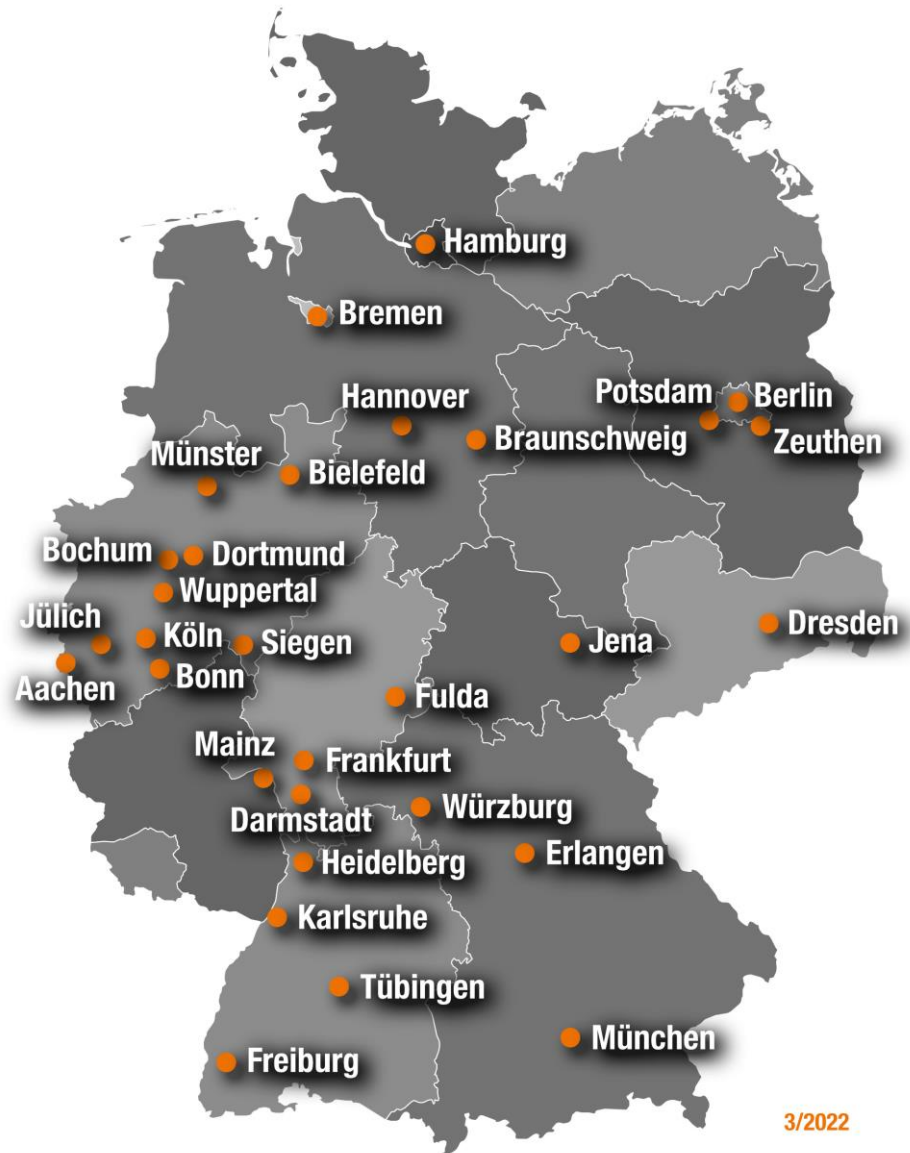 Hamburg
Bremen
Hannover
Potsdam
Berlin
Braunschweig
Zeuthen
Münster
Bielefeld
Bochum
Dortmund
Wuppertal
Jülich
Köln
Siegen
Jena
Dresden
Aachen
Bonn
Fulda
Mainz
Frankfurt
Würzburg
Darmstadt
Erlangen
Heidelberg
Karlsruhe
Tübingen
München
Freiburg
3/2022